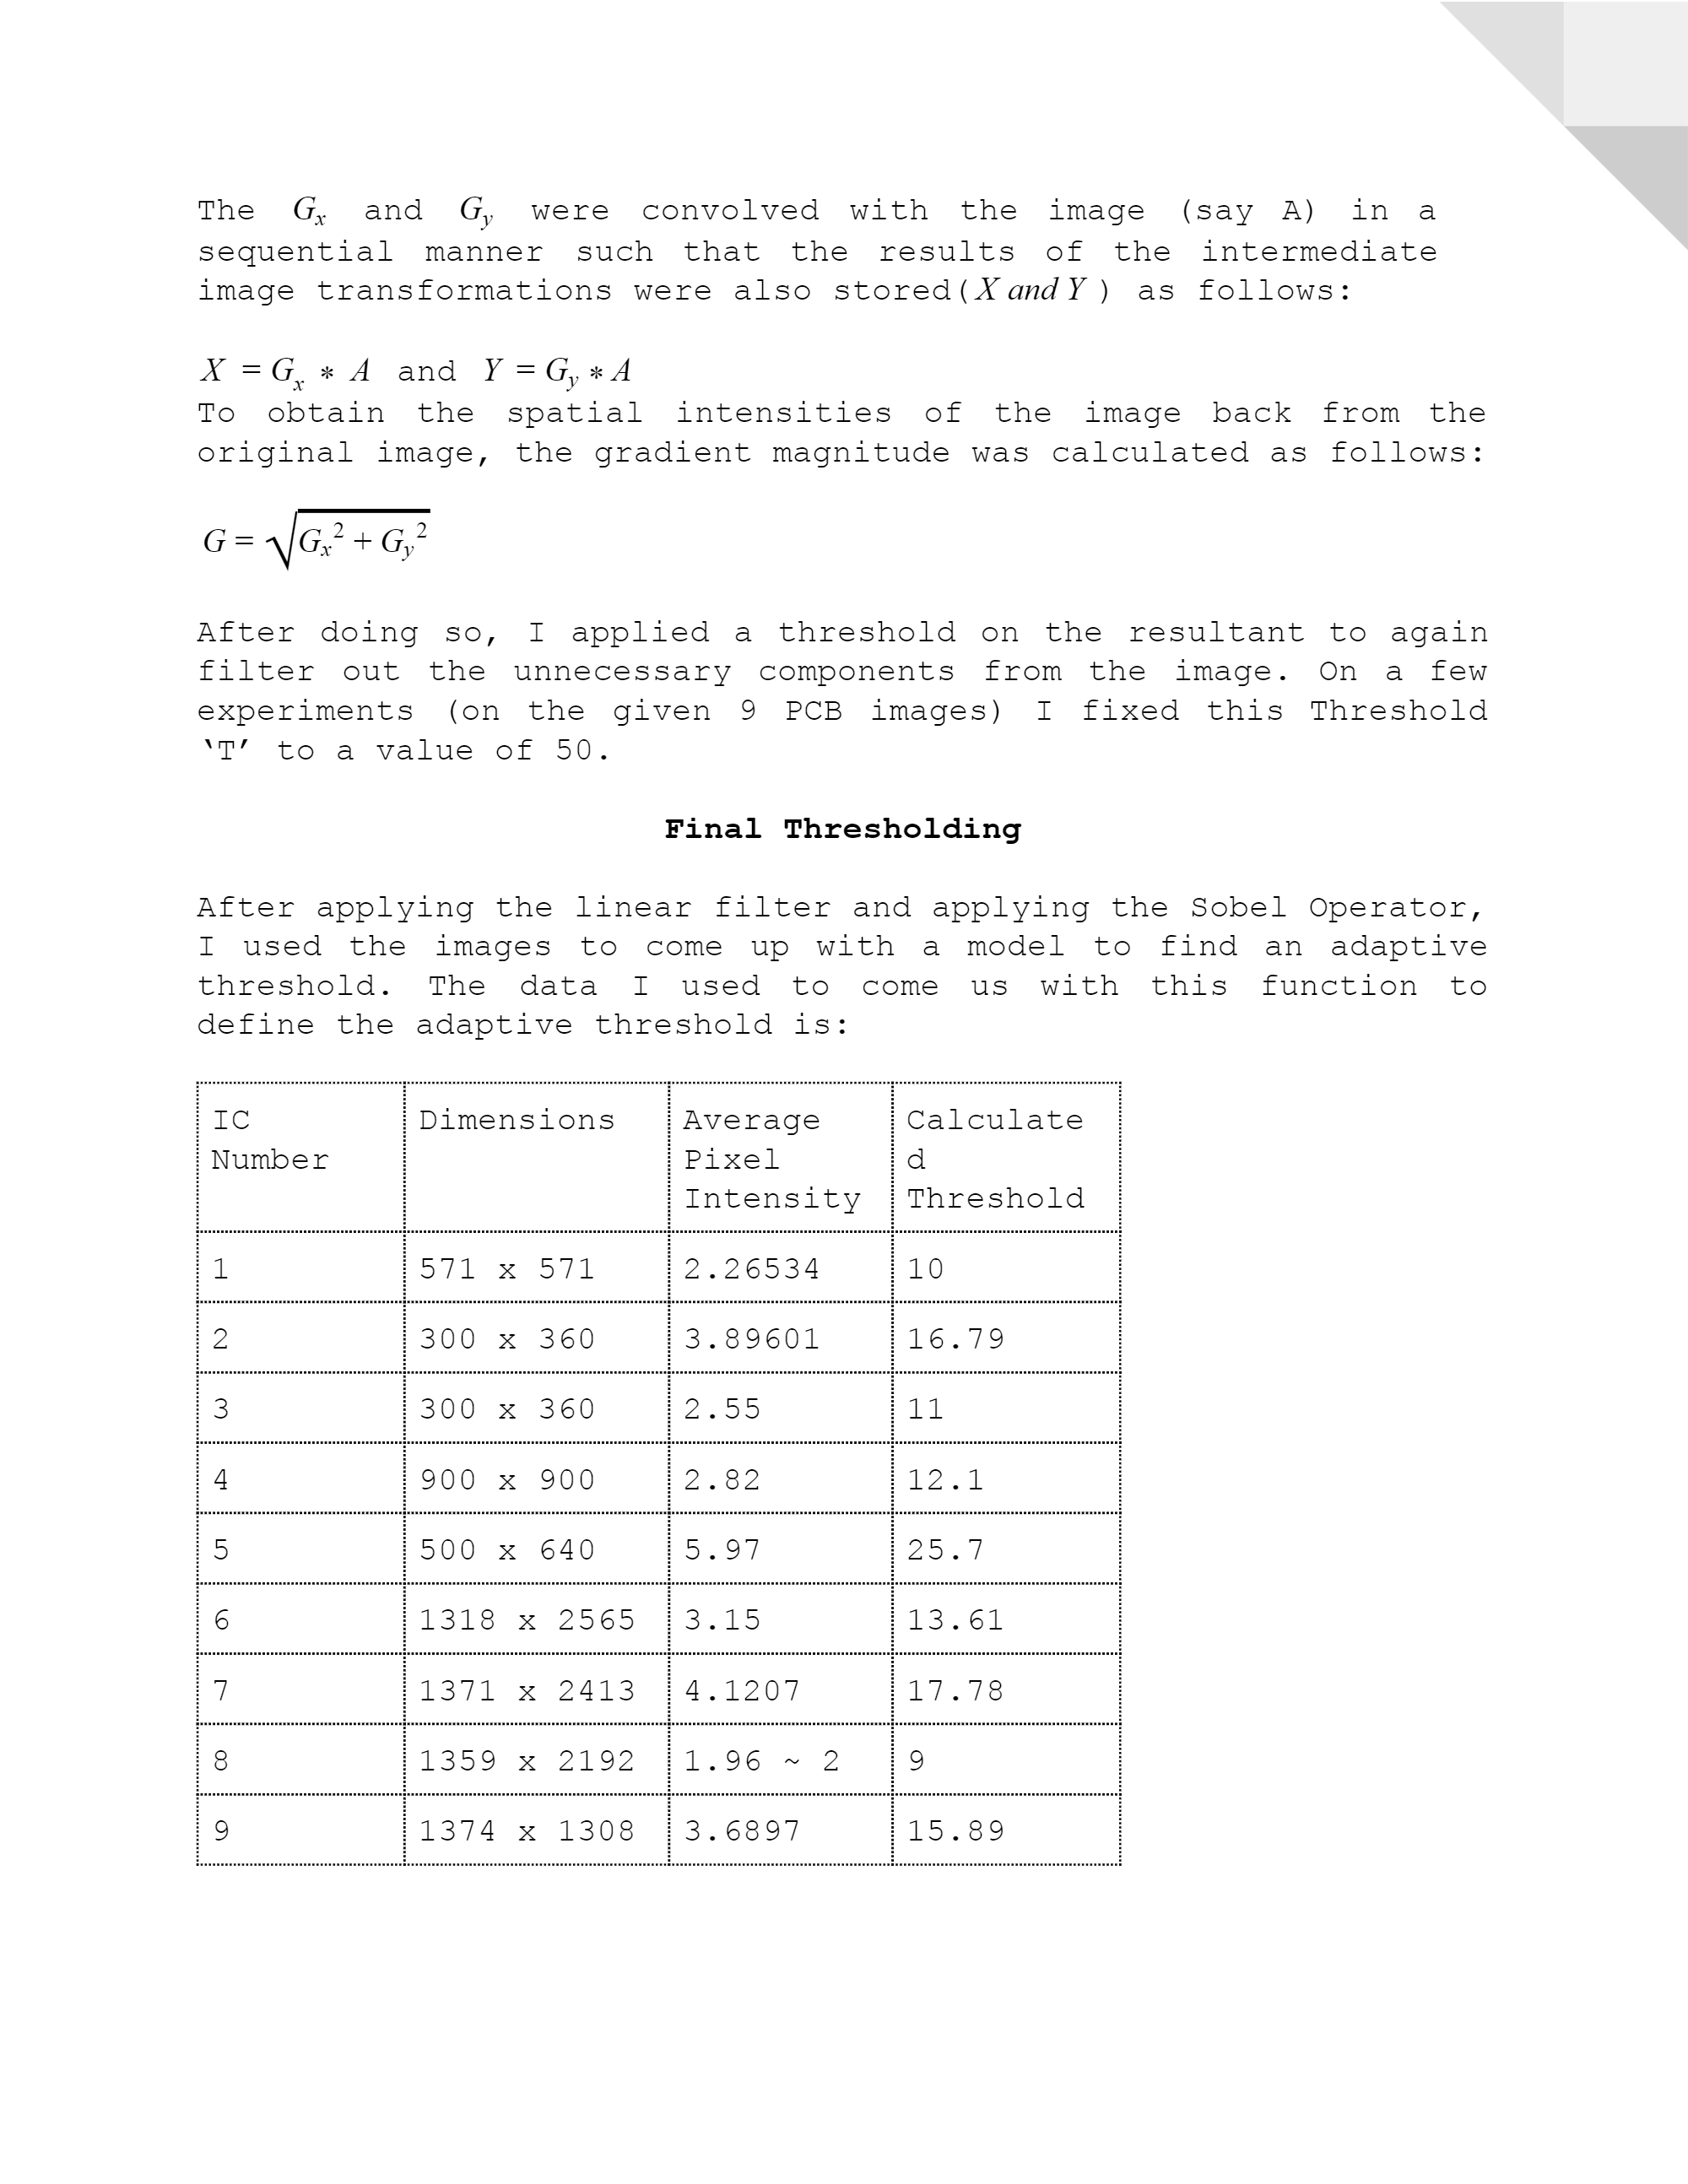 The Gx and Gy were convolved with the image (say A) in a
sequential manner such that the results of the intermediate
image transformations were also stored(X and Y ) as follows:
X = Gx * A and Y = Gy * A
To obtain the spatial intensities of the image back from the
original image, the gradient magnitude was calculated as follows:
G = √Gx² + Gy²
After doing so, I applied a threshold on the resultant to again
filter out the unnecessary components from the image. On a few
experiments (on the given 9 PCB images) I fixed this Threshold
‘T’ to a value of 50.
Final Thresholding
After applying the linear filter and applying the Sobel Operator,
I used the images to come up with a model to find an adaptive
threshold. The data I used to come us with this function to
define the adaptive threshold is:
IC Dimensions Average Calculate
Number Pixel d
Intensity Threshold
1 571 x 571 2.26534 10
2 300 x 360 3.89601 16.79
3 300 x 360 2.55 11
4 900 x 900 2.82 12.1
5 500 x 640 5.97 25.7
6 1318 x 2565 3.15 13.61
7 1371 x 2413 4.1207 17.78
8 1359 x 2192 1.96 ~ 2 9
9 1374 x 1308 3.6897 15.89